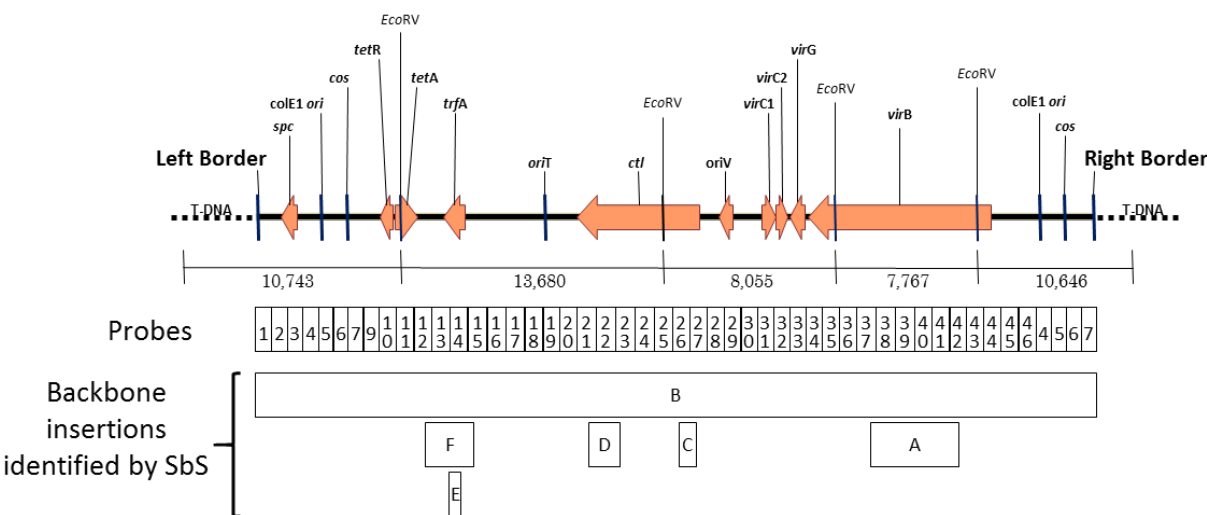 EcoRV
tetR
virG
EcoRV
cos
tetA
virC2
EcoRV
colE1 ori
trfA
EcoRV
virC1
virB
colE1 ori
spc
cos
Left Border
oriT
ctl
oriV
Right Border
T-DNA
T-DNA
10,743
13,680
8,055
7,767
10,646
Probes
1 2 3 4 5 6 7 9 10 11 12 13 14 15 16 17 18 19 20 21 22 23 24 25 26 27 28 29 30 31 32 33 34 35 36 37 38 39 40 41 42 43 44 45 46 4 5 6 7
Backbone
insertions
identified by SbS
B
F
D
C
A
E